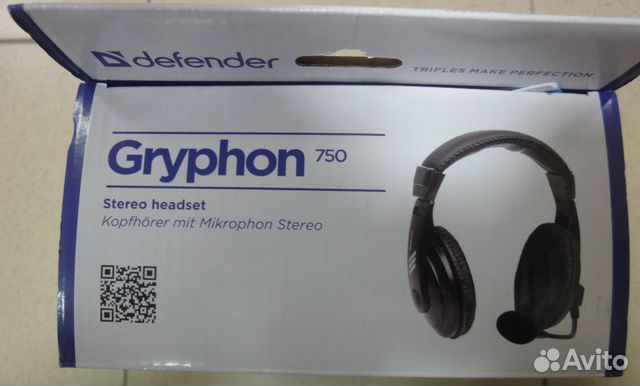 defender
TRIFLES MAKE PERFECTION
Gryphon 750
Stereo headset
Kopfhörer mit Mikrophon Stereo
Avito